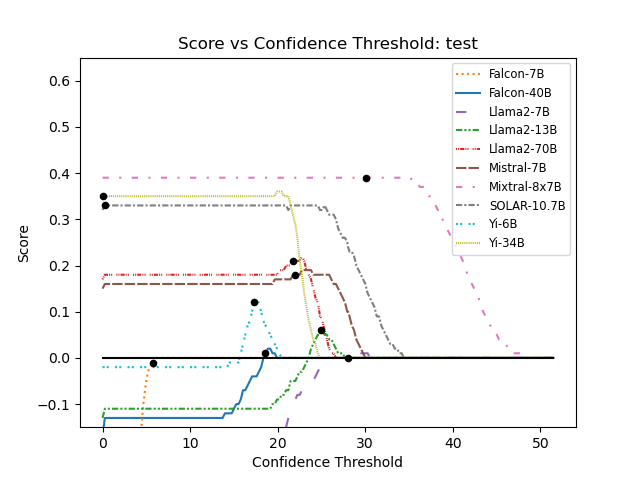 Score vs Confidence Threshold: test
Score
0.6
0.5
0.4
0.3
0.2
0.1
0.0
−0.1
0
10
20
30
40
50
Confidence Threshold
Falcon-7B
Falcon-40B
Llama2-7B
Llama2-13B
Llama2-70B
Mistral-7B
Mixtral-8x7B
SOLAR-10.7B
Yi-6B
Yi-34B